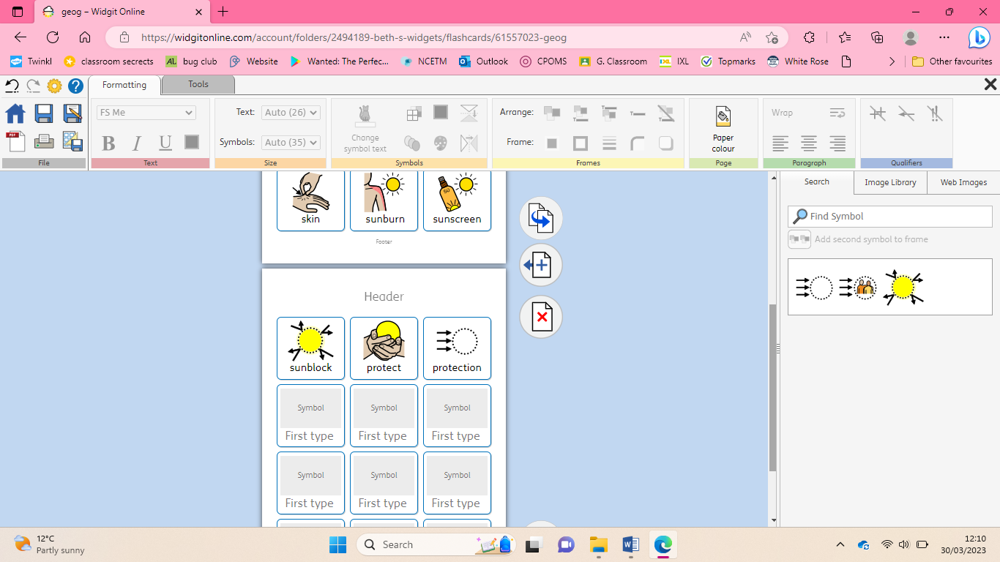 geog – Widgit Online
https://widgitonline.com/account/folders/2494189-beth-s-widgets/flashcards/61557023-geog
Twinkl classroom secrects bug club Website Wanted: The Perfec... NCETM Outlook CPOMS G. Classroom IXL Topmarks White Rose Other favourites
Formatting Tools
FS Me Text: Auto (26) Arrange: Wrap
B I U Symbols: Auto (35) Change symbol text Frame: Paper colour
File Text Size Symbols Frames Page Paragraph Qualifiers
Search Image Library Web Images
Find Symbol
Add second symbol to frame
skin sunburn sunscreen
Footer
Header
sunblock protect protection
Symbol Symbol Symbol
First type First type First type
Symbol Symbol Symbol
First type First type First type
12°C
Partly sunny
Search
12:10
30/03/2023